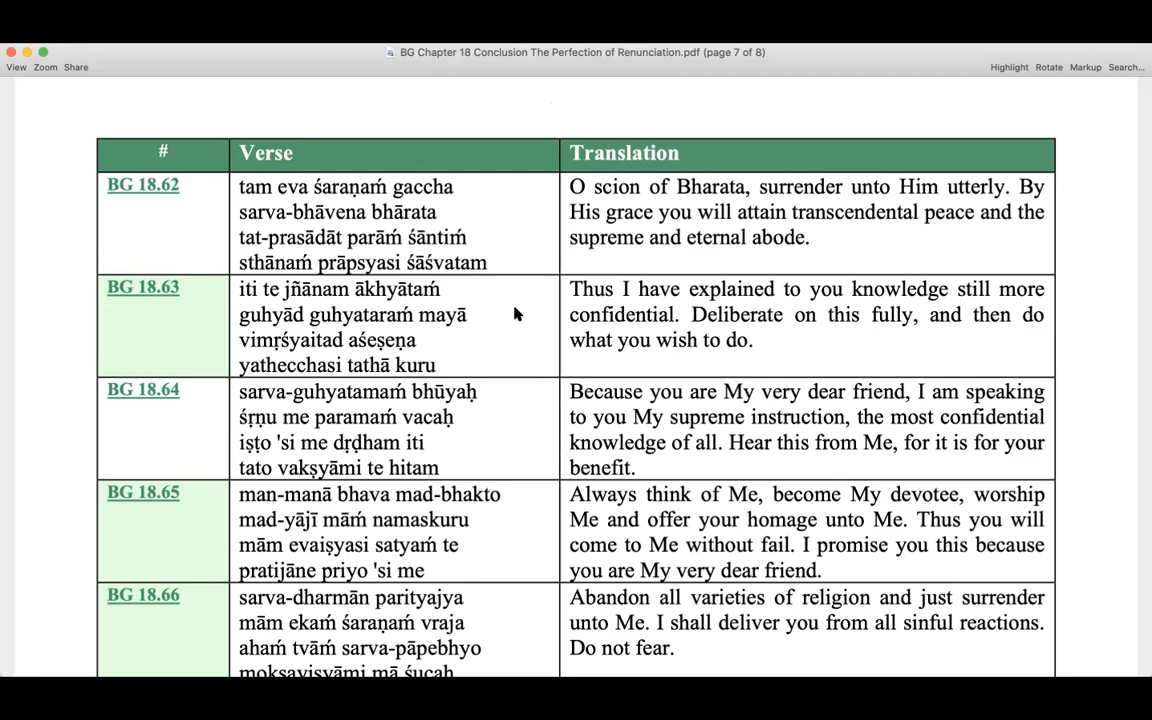 BG Chapter 18 Conclusion The Perfection of Renunciation.pdf (page 7 of 8)
View Zoom Share
Highlight Rotate Markup Search...
# Verse Translation
BG 18.62
tam eva śaraṇaṁ gaccha
sarva-bhāvena bhārata
tat-prasādāt parāṁ śāntiṁ
sthānaṁ prāpsyasi śāśvatam
O scion of Bharata, surrender unto Him utterly. By
His grace you will attain transcendental peace and the
supreme and eternal abode.
BG 18.63
iti te jñānam ākhyātaṁ
guhyād guhyataraṁ mayā
vimṛśyaitad aśeṣeṇa
yathecchasi tathā kuru
Thus I have explained to you knowledge still more
confidential. Deliberate on this fully, and then do
what you wish to do.
BG 18.64
sarva-guhyatamaṁ bhūyaḥ
śṛṇu me paramaṁ vacaḥ
iṣṭo 'si me dṛḍham iti
tato vakṣyāmi te hitam
Because you are My very dear friend, I am speaking
to you My supreme instruction, the most confidential
knowledge of all. Hear this from Me, for it is for your
benefit.
BG 18.65
man-manā bhava mad-bhakto
mad-yājī māṁ namaskuru
mām evaiṣyasi satyaṁ te
pratijāne priyo 'si me
Always think of Me, become My devotee, worship
Me and offer your homage unto Me. Thus you will
come to Me without fail. I promise you this because
you are My very dear friend.
BG 18.66
sarva-dharmān parityajya
mām ekaṁ śaraṇaṁ vraja
ahaṁ tvāṁ sarva-pāpebhyo
mokṣayiṣyāmi mā śucaḥ
Abandon all varieties of religion and just surrender
unto Me. I shall deliver you from all sinful reactions.
Do not fear.